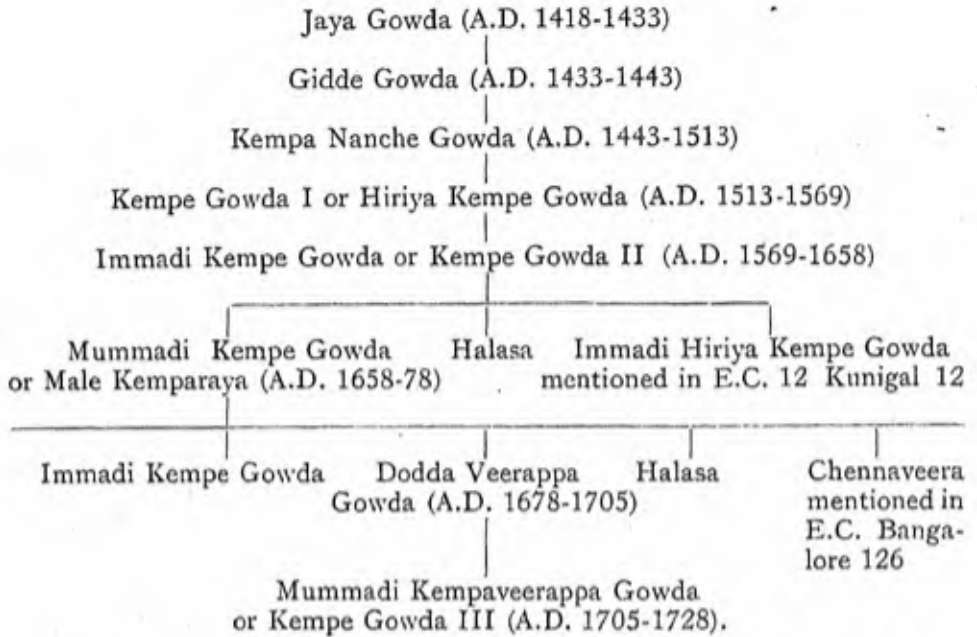 Jaya Gowda (A.D. 1418-1433)
Gidde Gowda (A.D. 1433-1443)
Kempa Nanche Gowda (A.D. 1443-1513)
Kempe Gowda I or Hiriya Kempe Gowda (A.D. 1513-1569)
Immadi Kempe Gowda or Kempe Gowda II (A.D. 1569-1658)
Mummadi Kempe Gowda
or Male Kemparaya (A.D. 1658-78)
Halasa
Immadi Hiriya Kempe Gowda
mentioned in E.C. 12 Kunigal 12
Immadi Kempe Gowda
Dodda Veerappa
Gowda (A.D. 1678-1705)
Halasa
Chennaveera
mentioned in
E.C. Banga-
lore 126
Mummadi Kempaveerappa Gowda
or Kempe Gowda III (A.D. 1705-1728).